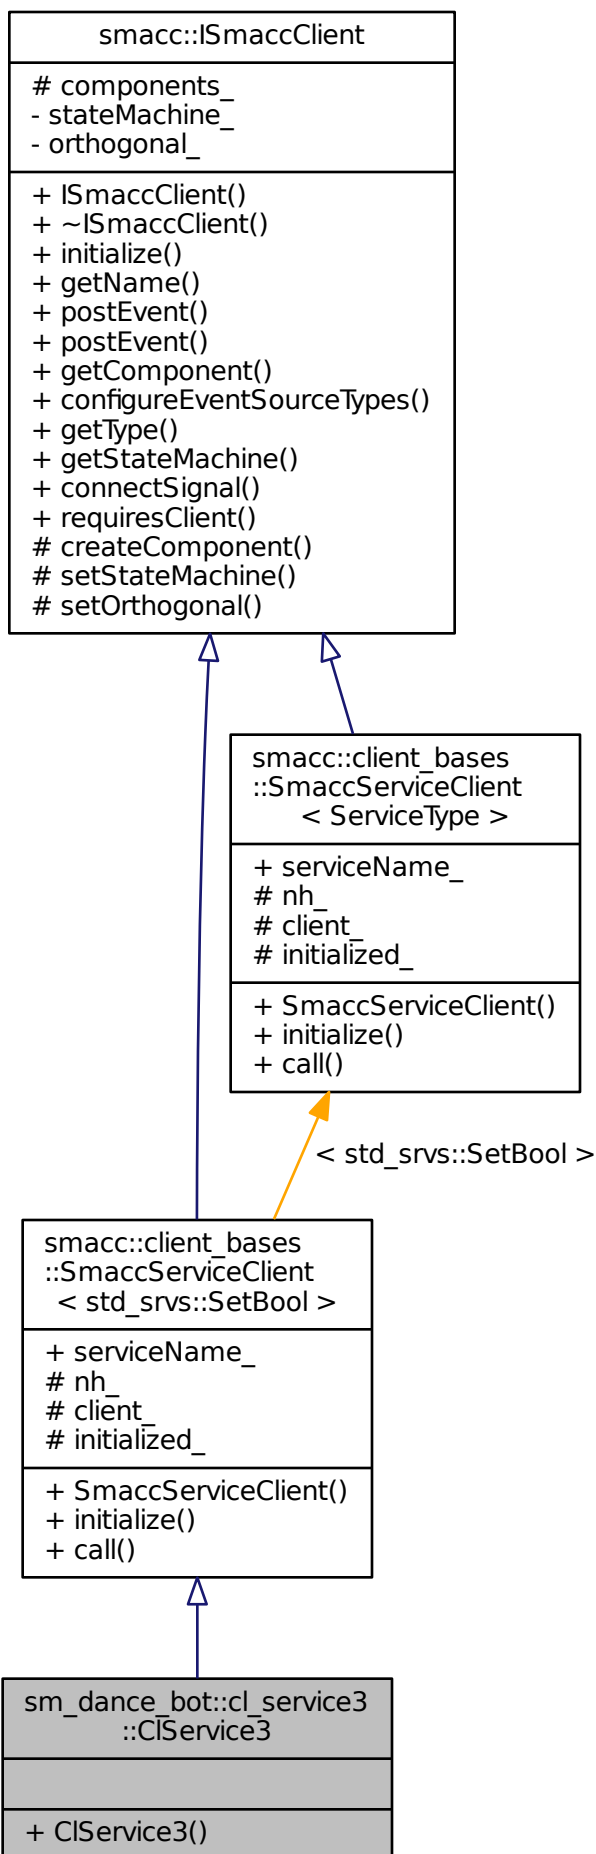 smacc::ISmaccClient
# components_
- stateMachine_
- orthogonal_
+ ISmaccClient()
+ ~ISmaccClient()
+ initialize()
+ getName()
+ postEvent()
+ postEvent()
+ getComponent()
+ configureEventSourceTypes()
+ getType()
+ getStateMachine()
+ connectSignal()
+ requiresClient()
# createComponent()
# setStateMachine()
# setOrthogonal()
smacc::client_bases
::SmaccServiceClient
< ServiceType >
+ serviceName_
# nh_
# client_
# initialized_
+ SmaccServiceClient()
+ initialize()
+ call()
< std_srvs::SetBool >
smacc::client_bases
::SmaccServiceClient
< std_srvs::SetBool >
+ serviceName_
# nh_
# client_
# initialized_
+ SmaccServiceClient()
+ initialize()
+ call()
sm_dance_bot::cl_service3
::ClService3
+ ClService3()